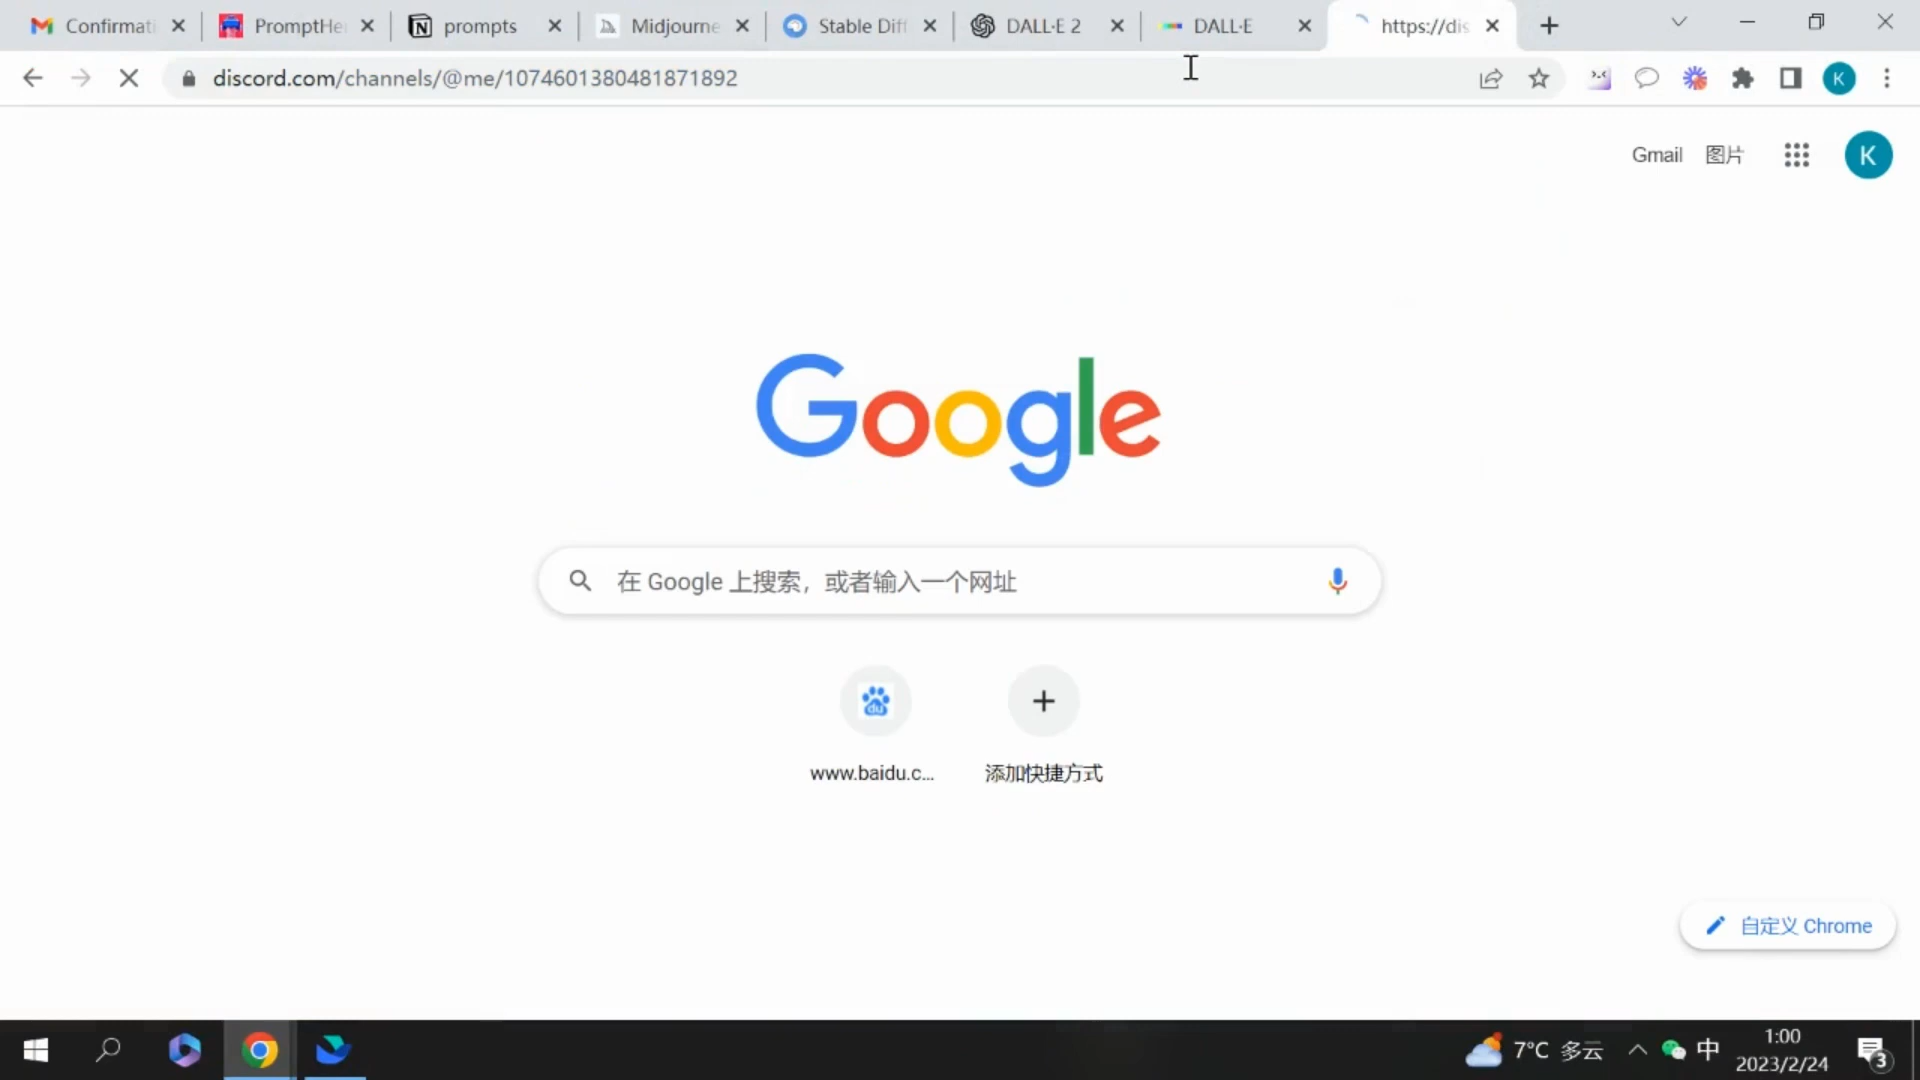 Confirmati
PromptHe
prompts
Midjourne
Stable Diff
DALL·E 2
DALL·E
https://dis
discord.com/channels/@me/1074601380481871892
K
Gmail
图片
K
Google
在 Google 上搜索，或者输入一个网址
du
www.baidu.c...
添加快捷方式
自定义 Chrome
7°C 多云
中
1:00
2023/2/24
3